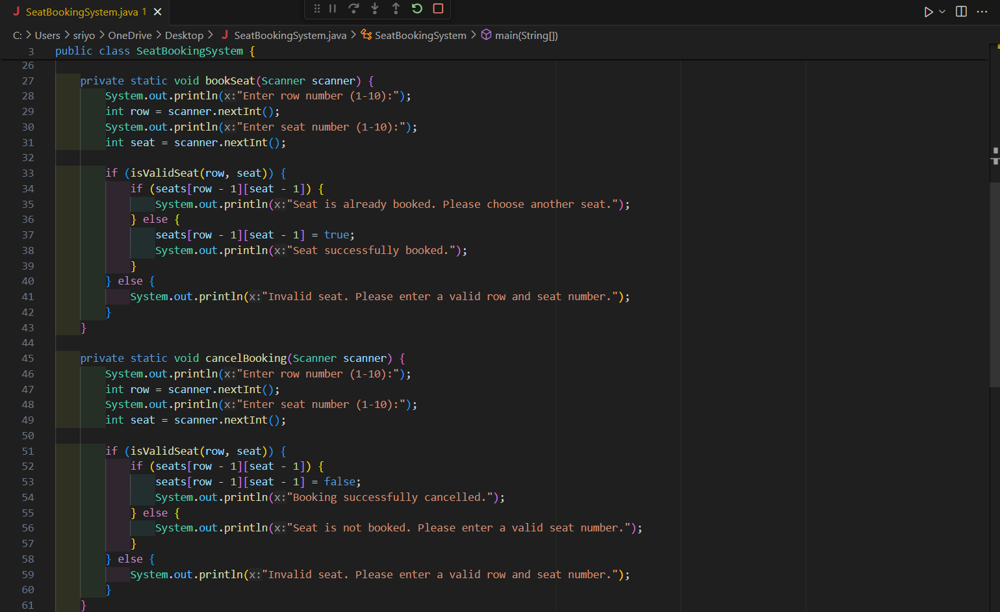 SeatBookingSystem.java 1
C: > Users > sriyo > OneDrive > Desktop > SeatBookingSystem.java > SeatBookingSystem > main(String[])
3 public class SeatBookingSystem {
26
27 private static void bookSeat(Scanner scanner) {
28 System.out.println(x:"Enter row number (1-10):");
29 int row = scanner.nextInt();
30 System.out.println(x:"Enter seat number (1-10):");
31 int seat = scanner.nextInt();
32
33 if (isValidSeat(row, seat)) {
34 if (seats[row - 1][seat - 1]) {
35 System.out.println(x:"Seat is already booked. Please choose another seat.");
36 } else {
37 seats[row - 1][seat - 1] = true;
38 System.out.println(x:"Seat successfully booked.");
39 }
40 } else {
41 System.out.println(x:"Invalid seat. Please enter a valid row and seat number.");
42 }
43 }
44
45 private static void cancelBooking(Scanner scanner) {
46 System.out.println(x:"Enter row number (1-10):");
47 int row = scanner.nextInt();
48 System.out.println(x:"Enter seat number (1-10):");
49 int seat = scanner.nextInt();
50
51 if (isValidSeat(row, seat)) {
52 if (seats[row - 1][seat - 1]) {
53 seats[row - 1][seat - 1] = false;
54 System.out.println(x:"Booking successfully cancelled.");
55 } else {
56 System.out.println(x:"Seat is not booked. Please enter a valid seat number.");
57 }
58 } else {
59 System.out.println(x:"Invalid seat. Please enter a valid row and seat number.");
60 }
61 }